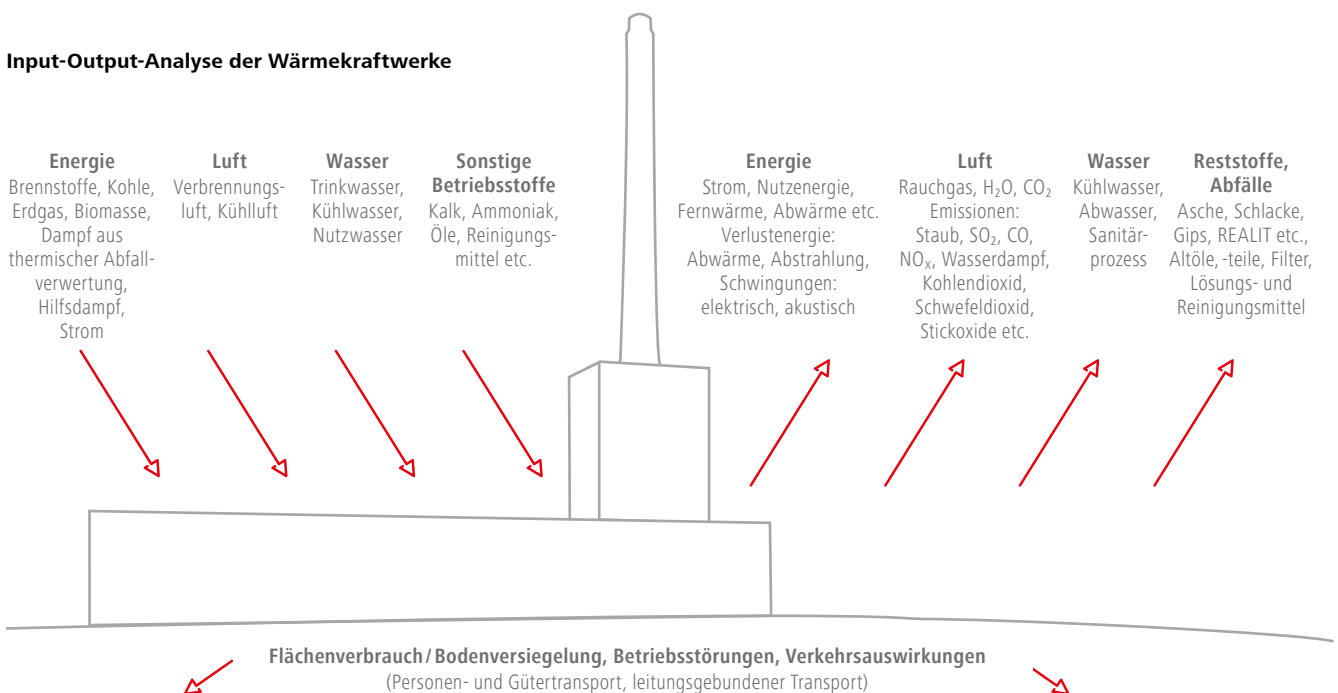 Input-Output-Analyse der Wärmekraftwerke
Energie
Brennstoffe, Kohle,
Erdgas, Biomasse,
Dampf aus
thermischer Abfall-
verwertung,
Hilfsdampf,
Strom
Luft
Verbrennungs-
luft, Kühlluft
Wasser
Trinkwasser,
Kühlwasser,
Nutzwasser
Sonstige
Betriebsstoffe
Kalk, Ammoniak,
Öle, Reinigungs-
mittel etc.
Energie
Strom, Nutzenergie,
Fernwärme, Abwärme etc.
Verlustenergie:
Abwärme, Abstrahlung,
Schwingungen:
elektrisch, akustisch
Luft
Rauchgas, H₂O, CO₂
Emissionen:
Staub, SO₂, CO,
NOₓ, Wasserdampf,
Kohlendioxid,
Schwefeldioxid,
Stickoxide etc.
Wasser
Kühlwasser,
Abwasser,
Sanitär-
prozess
Reststoffe,
Abfälle
Asche, Schlacke,
Gips, REALIT etc.,
Altöle, -teile, Filter,
Lösungs- und
Reinigungsmittel
Flächenverbrauch / Bodenversiegelung, Betriebsstörungen, Verkehrsauswirkungen
(Personen- und Gütertransport, leitungsgebundener Transport)